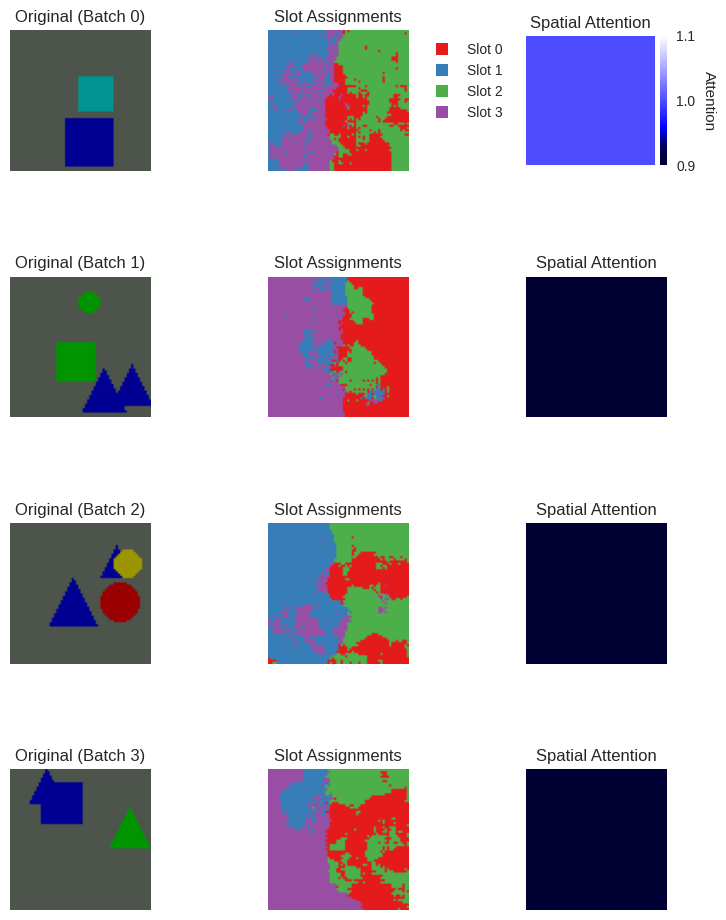 Original (Batch 0)
Slot Assignments
Slot 0
Slot 1
Slot 2
Slot 3
Spatial Attention
1.1
1.0
0.9
Attention
Original (Batch 1)
Slot Assignments
Spatial Attention
Original (Batch 2)
Slot Assignments
Spatial Attention
Original (Batch 3)
Slot Assignments
Spatial Attention